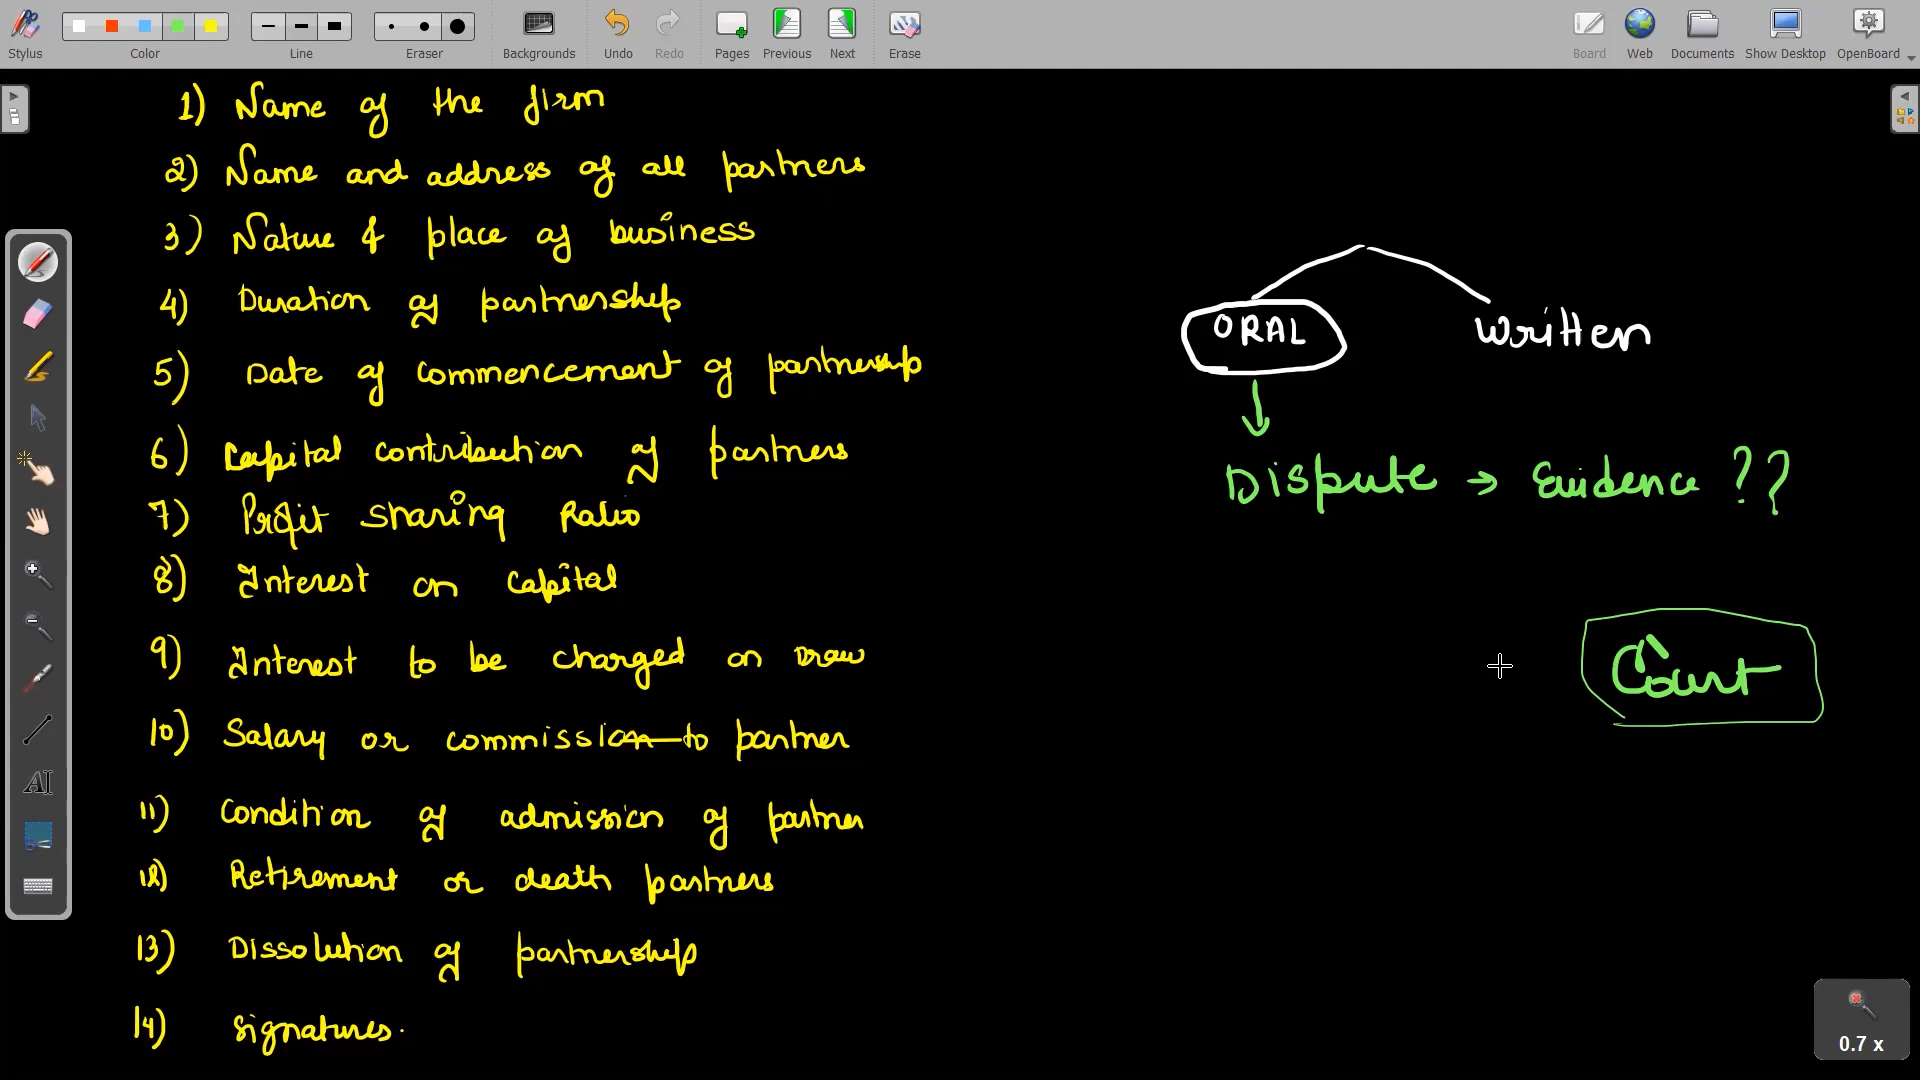 Stylus
Color
Line
Eraser
Backgrounds
Undo
Redo
Pages
Previous
Next
Erase
Board
Web
Documents
Show Desktop
OpenBoard
1) Name of the firm
2) Name and address of all partners
3) Nature & place of business
4) Duration of partnership
5) Date of commencement of partnership
6) Capital contribution of partners
7) Profit sharing Ratio
8) Interest on capital
9) Interest to be charged on Draw
10) Salary or commission to partner
11) Condition of admission of partner
12) Retirement or death partners
13) Dissolution of partnership
14) Signatures.
ORAL
Written
Dispute → Evidence ??
Court
AI
0.7 x